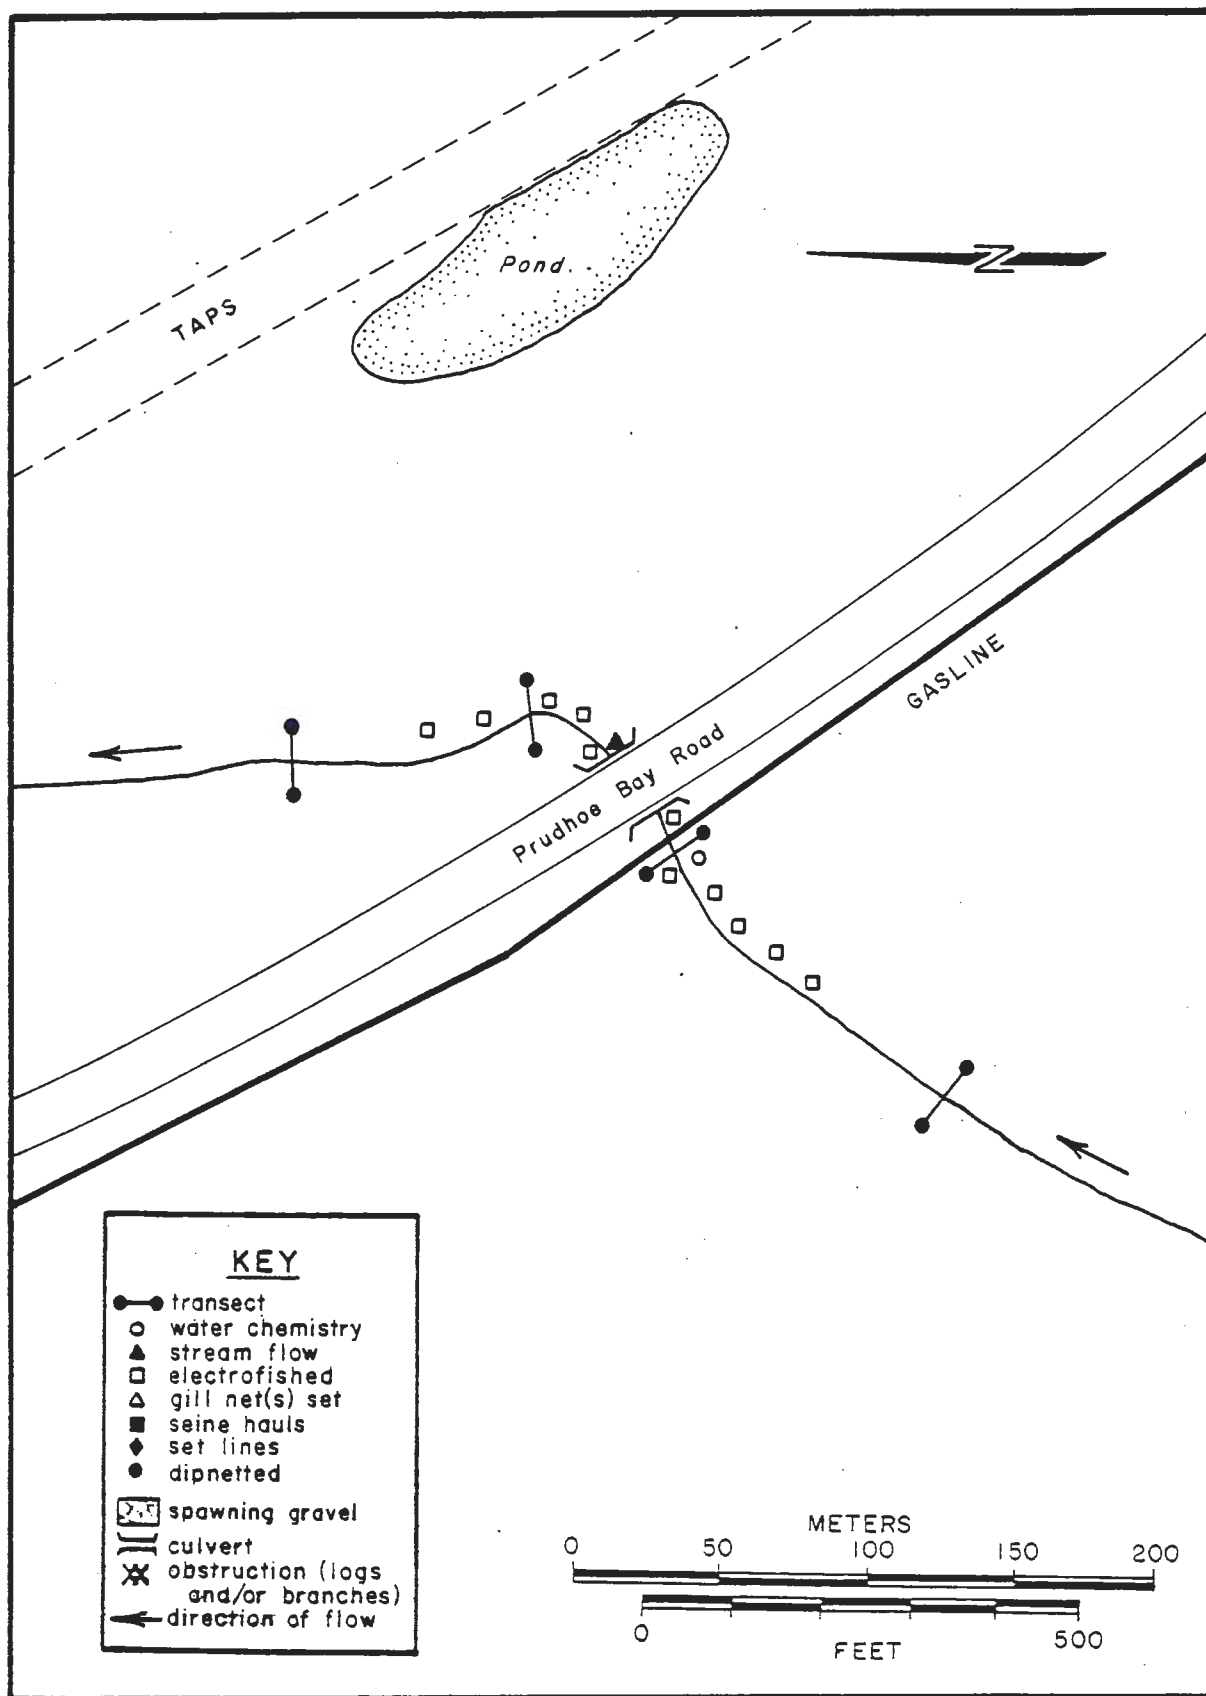 Pond
TAPS
N
GASLINE
Prudhoe Bay Road
KEY
transect
water chemistry
stream flow
electrofished
gill net(s) set
seine hauls
set lines
dipnetted
spawning gravel
culvert
obstruction (logs
and/or branches)
direction of flow
METERS
0 50 100 150 200
0 500
FEET